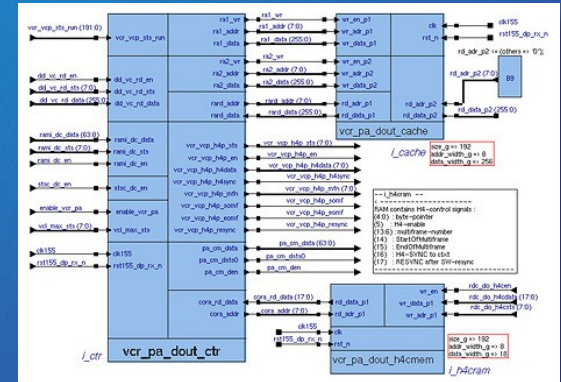 vcr_vcp_sts_run (191:0)
vcr_vcp_sts_run
dd_vc_rd_en
dd_vc_rd_sts (7:0)
dd_vc_rd_data (255:0)
dd_vc_rd_en
dd_vc_rd_sts
dd_vc_rd_data
rami_dc_data (63:0)
rami_dc_sts (7:0)
rami_dc_en
rami_dc_data
rami_dc_sts
rami_dc_en
stsc_dc_en
stsc_dc_en
enable_vcr_pa
enable_vcr_pa
vcl_max_sts (7:0)
vcl_max_sts
clk155
rst155_dp_rx_n
clk155
rst155_dp_rx_n
ra1_wr
ra1_addr
ra1_data
ra2_wr
ra2_addr
ra2_data
rard_addr
rard_data
vcr_vcp_h4p_sts
vcr_vcp_h4p_en
vcr_vcp_h4p_h4data
vcr_vcp_h4p_h4sync
vcr_vcp_h4p_mfn
vcr_vcp_h4p_somf
vcr_vcp_h4p_eomf
vcr_vcp_h4p_resync
pa_cm_data
pa_cm_dsts0
pa_cm_den
cora_rd_data
cora_addr
i_ctr
vcr_pa_dout_ctr
ra1_wr
ra1_addr (7:0)
ra1_data (255:0)
ra2_wr
ra2_addr (7:0)
ra2_data (255:0)
rard_addr (7:0)
rard_data (255:0)
vcr_vcp_h4p_sts (7:0)
vcr_vcp_h4p_en
vcr_vcp_h4p_h4data (7:0)
vcr_vcp_h4p_h4sync
vcr_vcp_h4p_mfn (7:0)
vcr_vcp_h4p_somf
vcr_vcp_h4p_eomf
vcr_vcp_h4p_resync
pa_cm_data (63:0)
pa_cm_dsts0
pa_cm_den
cora_rd_data (17:0)
cora_addr (7:0)
wr_en_p1
wr_adr_p1
wr_data_p1
wr_en_p2
wr_adr_p2
wr_data_p2
rd_adr_p1
rd_data_p1
clk
rst_n
rd_adr_p2
rd_data_p2
vcr_pa_dout_cache
clk155
rst155_dp_rx_n
rd_adr_p2 <= (others => '0');
rd_adr_p2 (7:0)
B9
rd_data_p2 (255:0)
i_cache
size_g => 192
addr_width_g => 8
data_width_g => 256
-- i_h4cram --
RAM contains H4-control signals :
(4:0) : byte-pointer
(5) : H4-enable
(13:6) : multiframe-number
(14) : StartOfMultiframe
(15) : EndOfMultiframe
(16) : H4-SYNC to ctxt
(17) : RESYNC after SW-resync
clk155
rst155_dp_rx_n
rd_data_p1
rd_adr_p1
clk
rst_n
wr_en
wr_data_p1
wr_adr_p1
rdc_do_h4cen
rdc_do_h4cdata (17:0)
rdc_do_h4csts (7:0)
vcr_pa_dout_h4cmem
size_g => 192
addr_width_g => 8
data_width_g => 18
i_h4cram